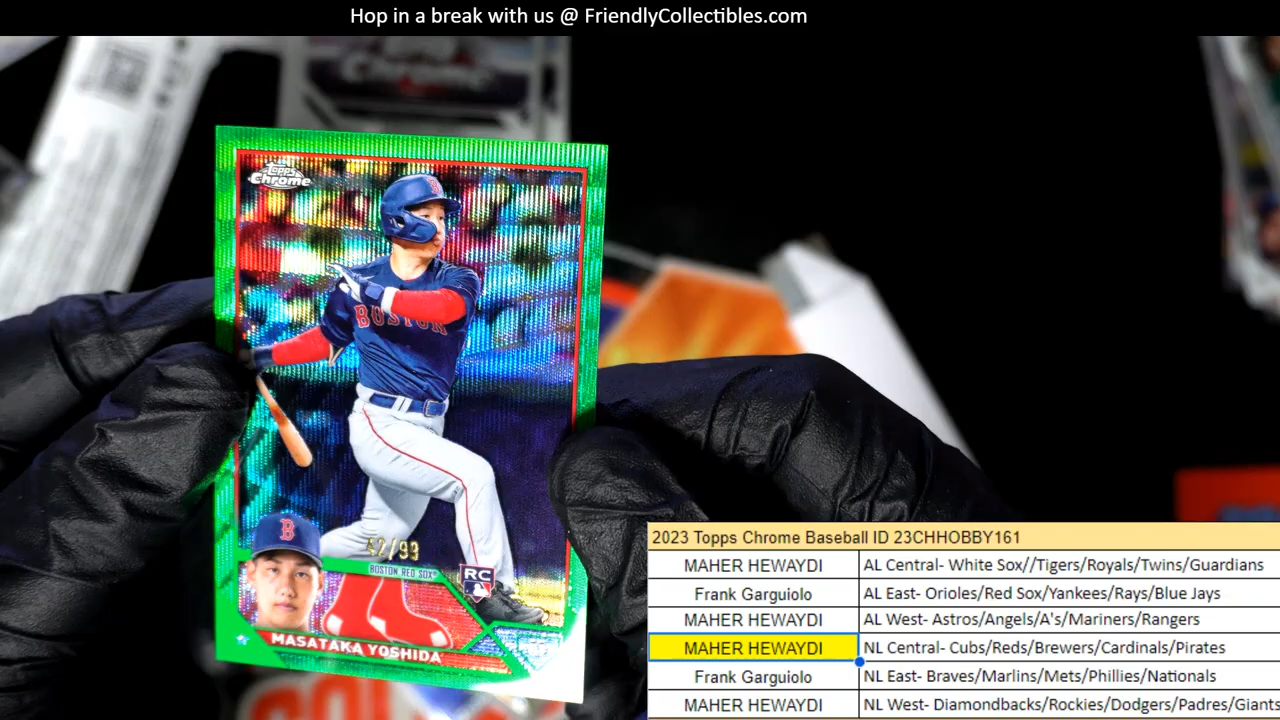 Hop in a break with us @ FriendlyCollectibles.com
Topps
Chrome
BOSTON
B
42/99
BOSTON RED SOX
RC
MASATAKA YOSHIDA
2023 Topps Chrome Baseball ID 23CHHOBBY161
MAHER HEWAYDI AL Central- White Sox//Tigers/Royals/Twins/Guardians
Frank Garguiolo AL East- Orioles/Red Sox/Yankees/Rays/Blue Jays
MAHER HEWAYDI AL West- Astros/Angels/A's/Mariners/Rangers
MAHER HEWAYDI NL Central- Cubs/Reds/Brewers/Cardinals/Pirates
Frank Garguiolo NL East- Braves/Marlins/Mets/Phillies/Nationals
MAHER HEWAYDI NL West- Diamondbacks/Rockies/Dodgers/Padres/Giants